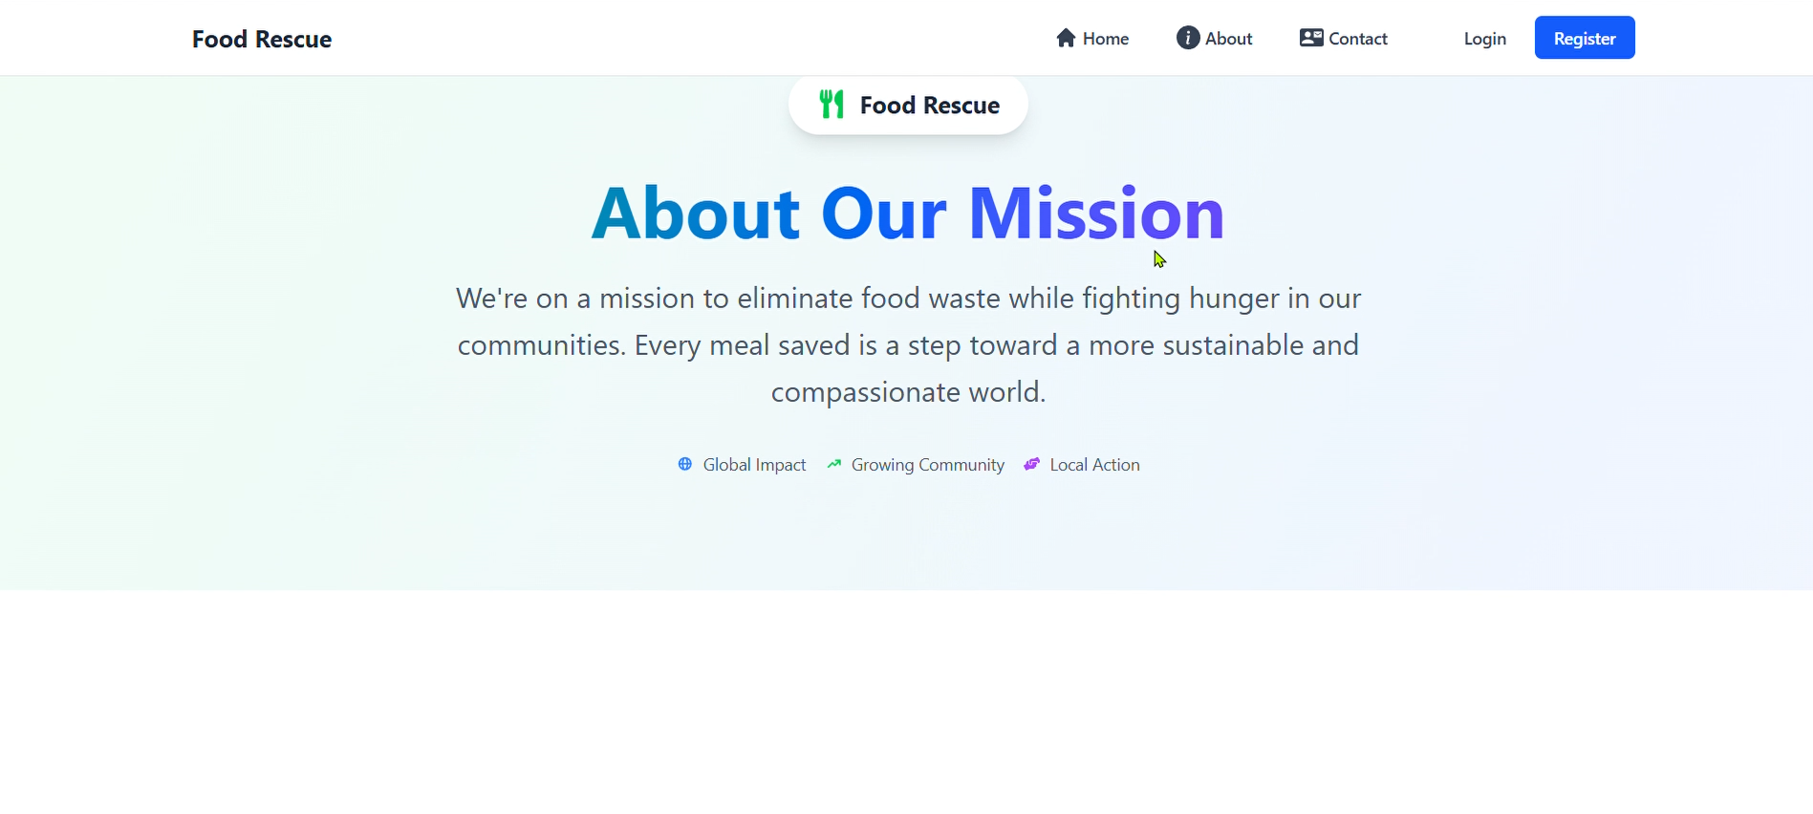 Food Rescue
Home
About
Contact
Login
Register
Food Rescue
About Our Mission
We're on a mission to eliminate food waste while fighting hunger in our
communities. Every meal saved is a step toward a more sustainable and
compassionate world.
Global Impact
Growing Community
Local Action